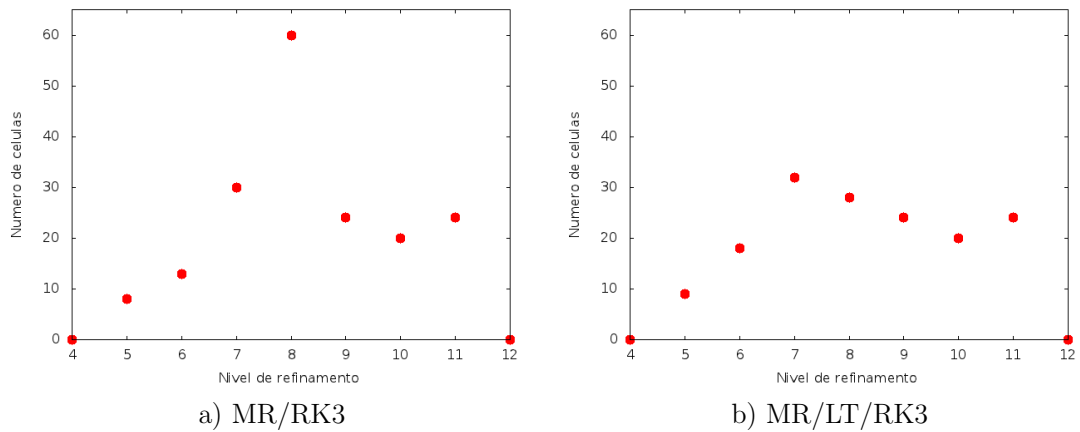 60
50
40
30
20
10
0
4 5 6 7 8 9 10 11 12
Numero de celulas
Nivel de refinamento
a) MR/RK3
60
50
40
30
20
10
0
4 5 6 7 8 9 10 11 12
Numero de celulas
Nivel de refinamento
b) MR/LT/RK3